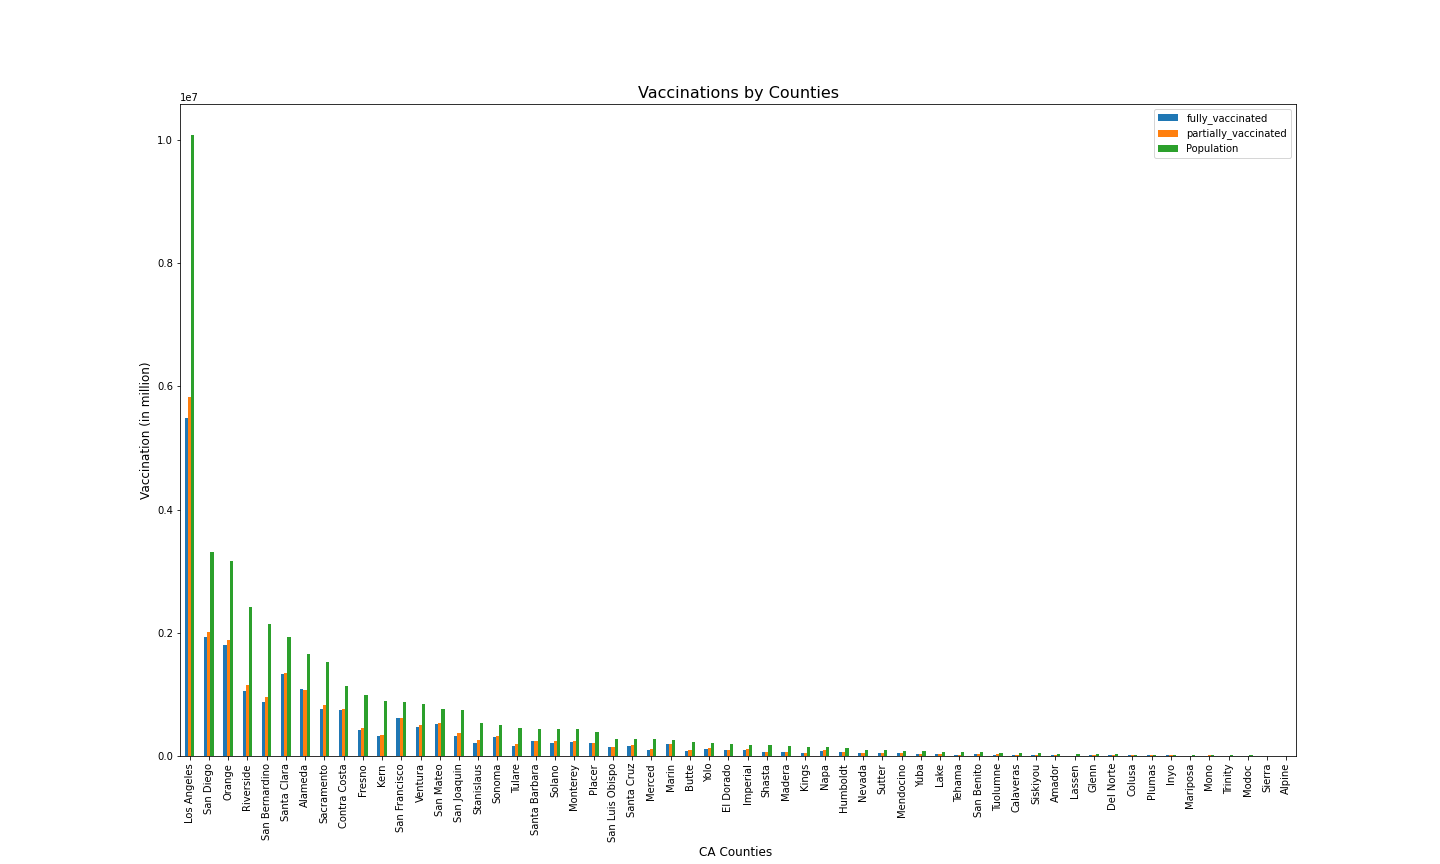 Vaccinations by Counties
1e7
fully_vaccinated
partially_vaccinated
Population
1.0
0.8
0.6
0.4
0.2
0.0
Vaccination (in million)
Los Angeles
San Diego
Orange
Riverside
San Bernardino
Santa Clara
Alameda
Sacramento
Contra Costa
Fresno
Kern
San Francisco
Ventura
San Mateo
San Joaquin
Stanislaus
Sonoma
Tulare
Santa Barbara
Solano
Monterey
Placer
San Luis Obispo
Santa Cruz
Merced
Marin
Butte
Yolo
El Dorado
Imperial
Shasta
Madera
Kings
Napa
Humboldt
Nevada
Sutter
Mendocino
Yuba
Lake
Tehama
San Benito
Tuolumne
Calaveras
Siskiyou
Amador
Lassen
Glenn
Del Norte
Colusa
Plumas
Inyo
Mariposa
Mono
Trinity
Modoc
Sierra
Alpine
CA Counties